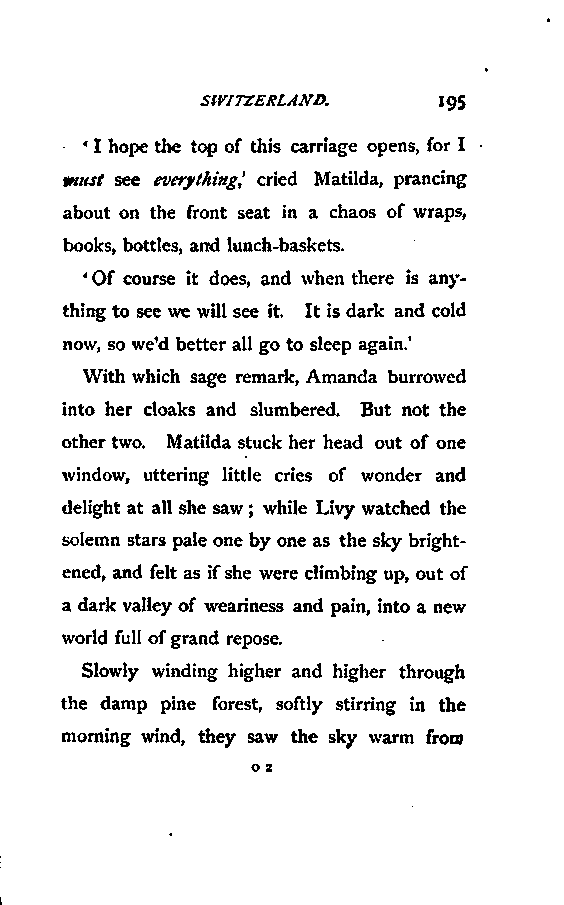 SWITZERLAND. 195
‘I hope the top of this carriage opens, for I
must see everything,’ cried Matilda, prancing
about on the front seat in a chaos of wraps,
books, bottles, and lunch-baskets.
‘Of course it does, and when there is any-
thing to see we will see it. It is dark and cold
now, so we’d better all go to sleep again.’
With which sage remark, Amanda burrowed
into her cloaks and slumbered. But not the
other two. Matilda stuck her head out of one
window, uttering little cries of wonder and
delight at all she saw; while Livy watched the
solemn stars pale one by one as the sky bright-
ened, and felt as if she were climbing up, out of
a dark valley of weariness and pain, into a new
world full of grand repose.
Slowly winding higher and higher through
the damp pine forest, softly stirring in the
morning wind, they saw the sky warm from
O 2